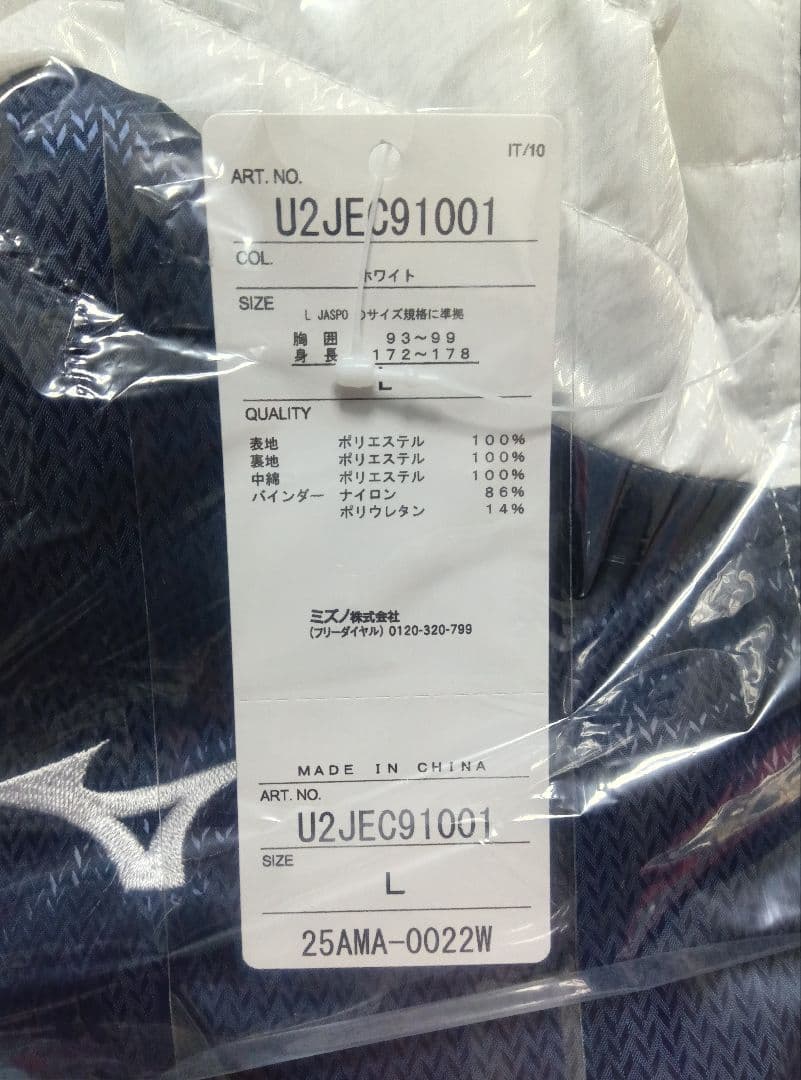 IT/10
ART. NO.
U2JEC91001
COL.
ホワイト
SIZE
L JASPO のサイズ規格に準拠
胸 囲 93～99
身 長 172～178
L
QUALITY
表地 ポリエステル 100%
裏地 ポリエステル 100%
中綿 ポリエステル 100%
バインダー ナイロン 86%
ポリウレタン 14%
ミズノ株式会社
(フリーダイヤル) 0120-320-799
MADE IN CHINA
ART. NO.
U2JEC91001
SIZE
L
25AMA-0022W